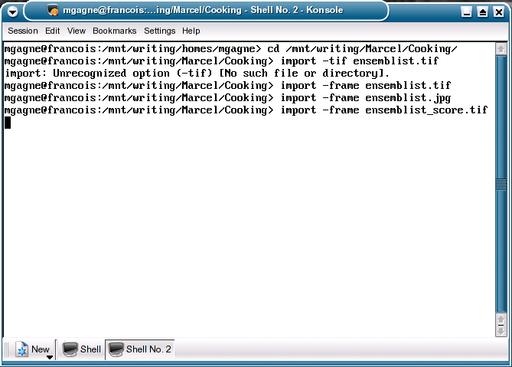 mgagne@francois:...ing/Marcel/Cooking - Shell No. 2 - Konsole
Session Edit View Bookmarks Settings Help
mgagne@francois:/mnt/writing/homes/mgagne> cd /mnt/writing/Marcel/Cooking/
mgagne@francois:/mnt/writing/Marcel/Cooking> import -tif ensemblist.tif
import: Unrecognized option (-tif) [No such file or directory].
mgagne@francois:/mnt/writing/Marcel/Cooking> import -frame ensemblist.tif
mgagne@francois:/mnt/writing/Marcel/Cooking> import -frame ensemblist.jpg
mgagne@francois:/mnt/writing/Marcel/Cooking> import -frame ensemblist_score.tif
New Shell Shell No. 2